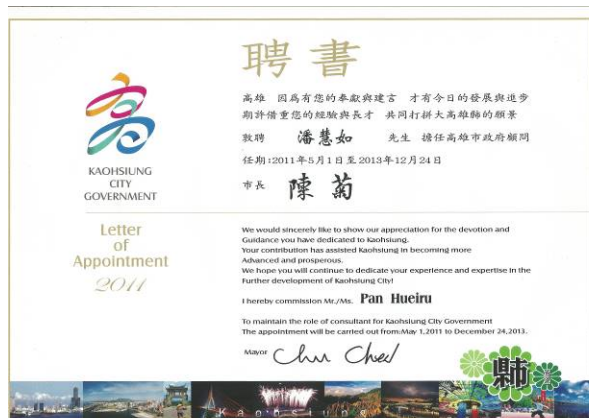 聘書
高雄 因為有您的奉獻與建言 才有今日的發展與進步
期許借重您的經驗與長才 共同打拼大高雄縣的願景
敦聘 潘慧如 先生 擔任高雄市政府顧問
任期:2011年5月1日至2013年12月24日
市長 陳菊
KAOHSIUNG
CITY
GOVERNMENT
Letter
of
Appointment
2011
We would sincerely like to show our appreciation for the devotion and
Guidance you have dedicated to Kaohsiung.
Your contribution has assisted Kaohsiung in becoming more
Advanced and prosperous.
We hope you will continue to dedicate your experience and expertise in the
Further development of Kaohsiung City!
I hereby commission Mr./Ms. Pan Hueiru
To maintain the role of consultant for Kaohsiung City Government
The appointment will be carried out from:May 1,2011 to December 24,2013.
Mayor Chu Chen
Kaohsiung